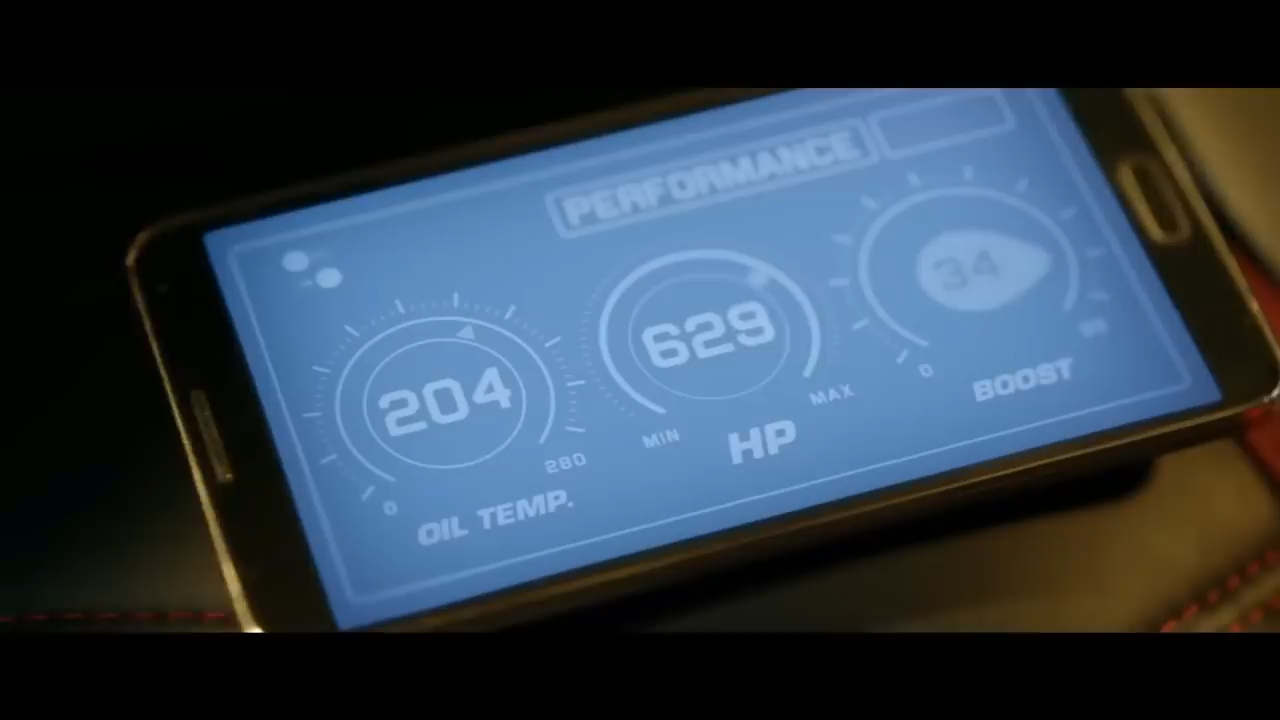 PERFORMANCE
204
0
280
OIL TEMP.
629
MIN
MAX
HP
34
0
BOOST